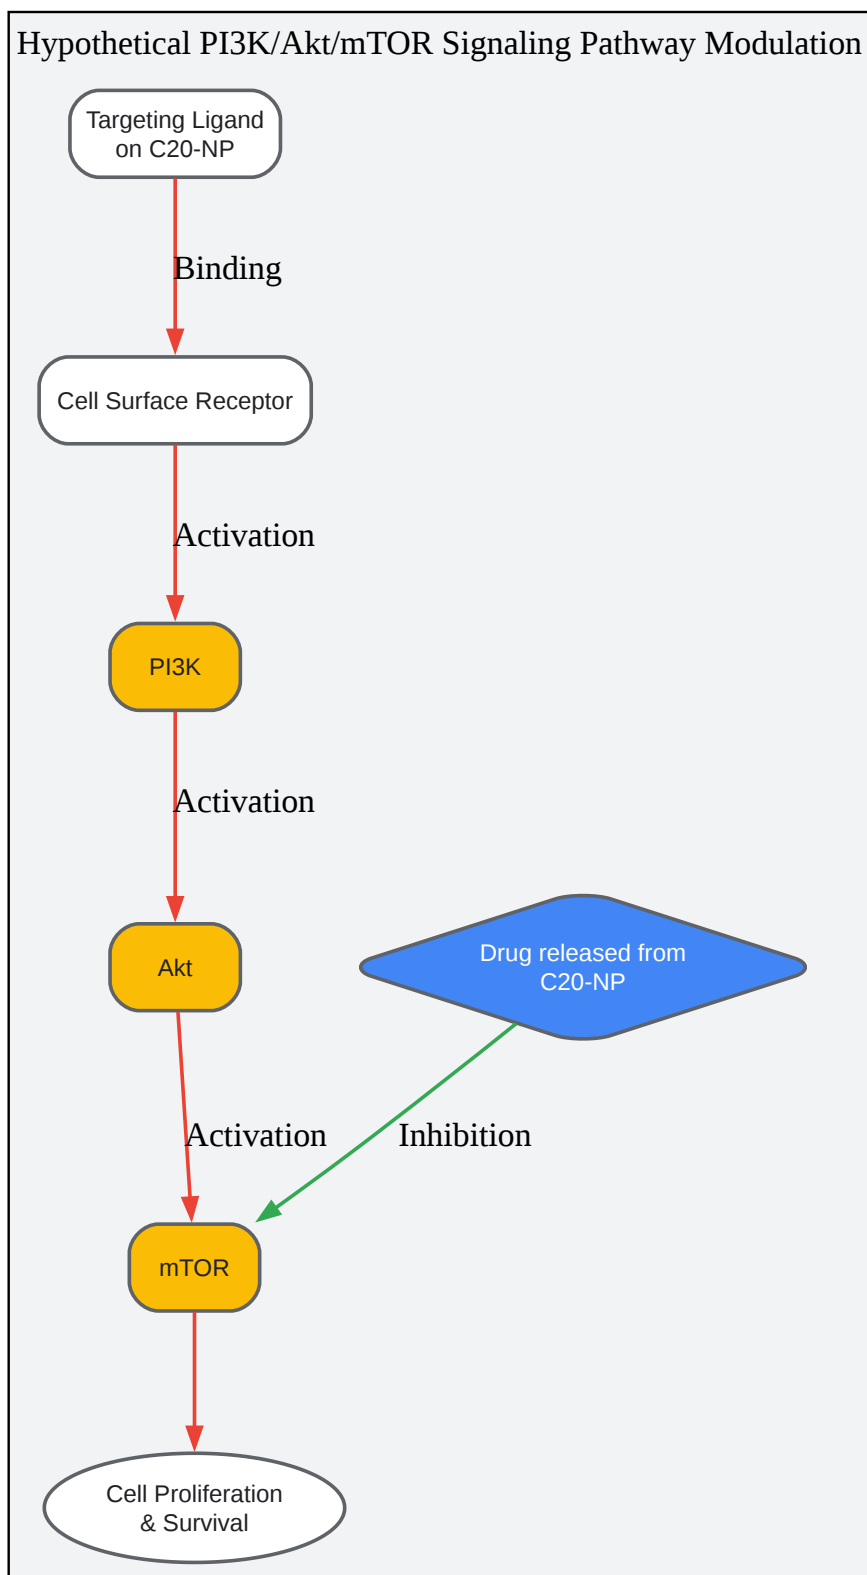 Hypothetical PI3K/Akt/mTOR Signaling Pathway Modulation
Targeting Ligand
on C20-NP
Binding
Cell Surface Receptor
Activation
PI3K
Activation
Akt
Drug released from
C20-NP
Activation
Inhibition
mTOR
Cell Proliferation
& Survival